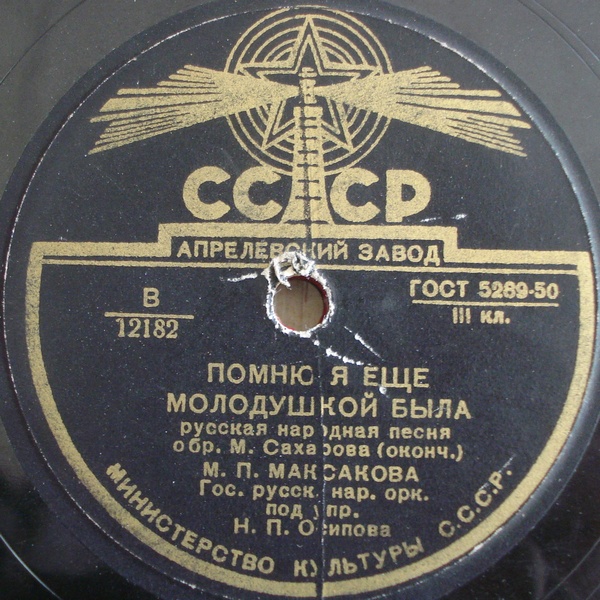 СССР
АПРЕЛЕВСКИЙ ЗАВОД
В
12182
ГОСТ 5289-50
III кл.
ПОМНЮ Я ЕЩЕ
МОЛОДУШКОЙ БЫЛА
русская народная песня
обр. М. Сахарова (оконч.)
М. П. МАКСАКОВА
Гос. русск. нар. орк.
под упр.
Н. П. Осипова
МИНИСТЕРСТВО КУЛЬТУРЫ С.С.С.Р.